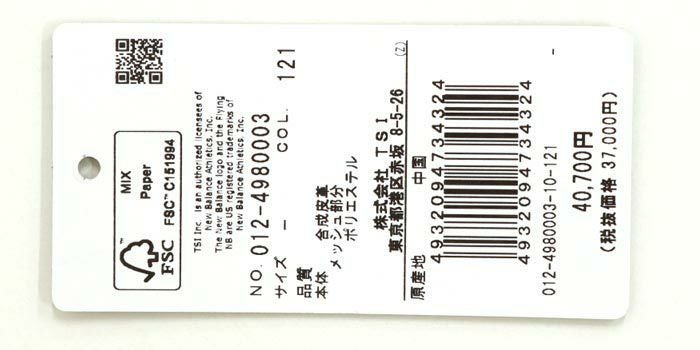 MIX
Paper
FSC™ C151994
FSC
TSI Inc. is an authorized licensees of
New Balance Athletics, Inc.
The New Balance logo and the Flying
NB are US registered trademarks of
New Balance Athletics, Inc.
NO. 012-4980003
サイズ - COL. 121
品質
合成皮革
本体 メッシュ部分
ポリエステル
株式会社 TSI
東京都港区赤坂 8-5-26 (Z)
原産地 中国
4932094734324
4932094734324
012-4980003-10-121 -
40,700円
(税抜価格 37,000円)